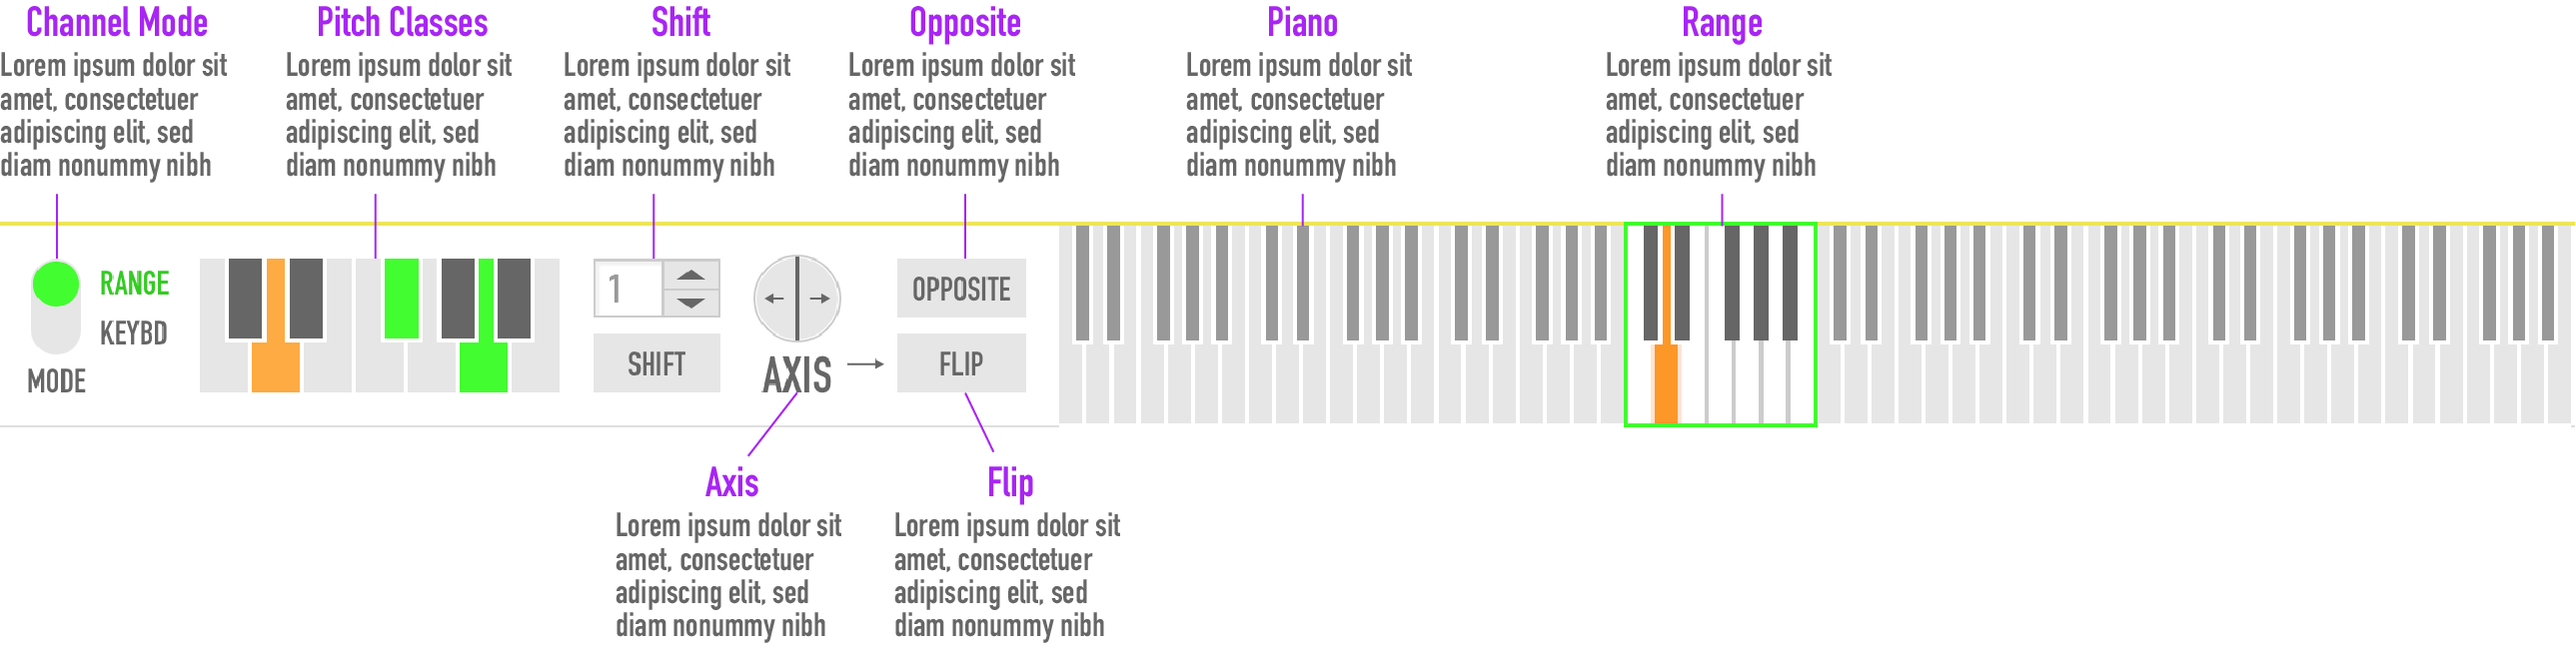 Channel Mode
Lorem ipsum dolor sit
amet, consectetuer
adipiscing elit, sed
diam nonummy nibh
Pitch Classes
Lorem ipsum dolor sit
amet, consectetuer
adipiscing elit, sed
diam nonummy nibh
Shift
Lorem ipsum dolor sit
amet, consectetuer
adipiscing elit, sed
diam nonummy nibh
Opposite
Lorem ipsum dolor sit
amet, consectetuer
adipiscing elit, sed
diam nonummy nibh
Piano
Lorem ipsum dolor sit
amet, consectetuer
adipiscing elit, sed
diam nonummy nibh
Range
Lorem ipsum dolor sit
amet, consectetuer
adipiscing elit, sed
diam nonummy nibh
RANGE
KEYBD
MODE
1
SHIFT
AXIS
OPPOSITE
FLIP
Axis
Lorem ipsum dolor sit
amet, consectetuer
adipiscing elit, sed
diam nonummy nibh
Flip
Lorem ipsum dolor sit
amet, consectetuer
adipiscing elit, sed
diam nonummy nibh